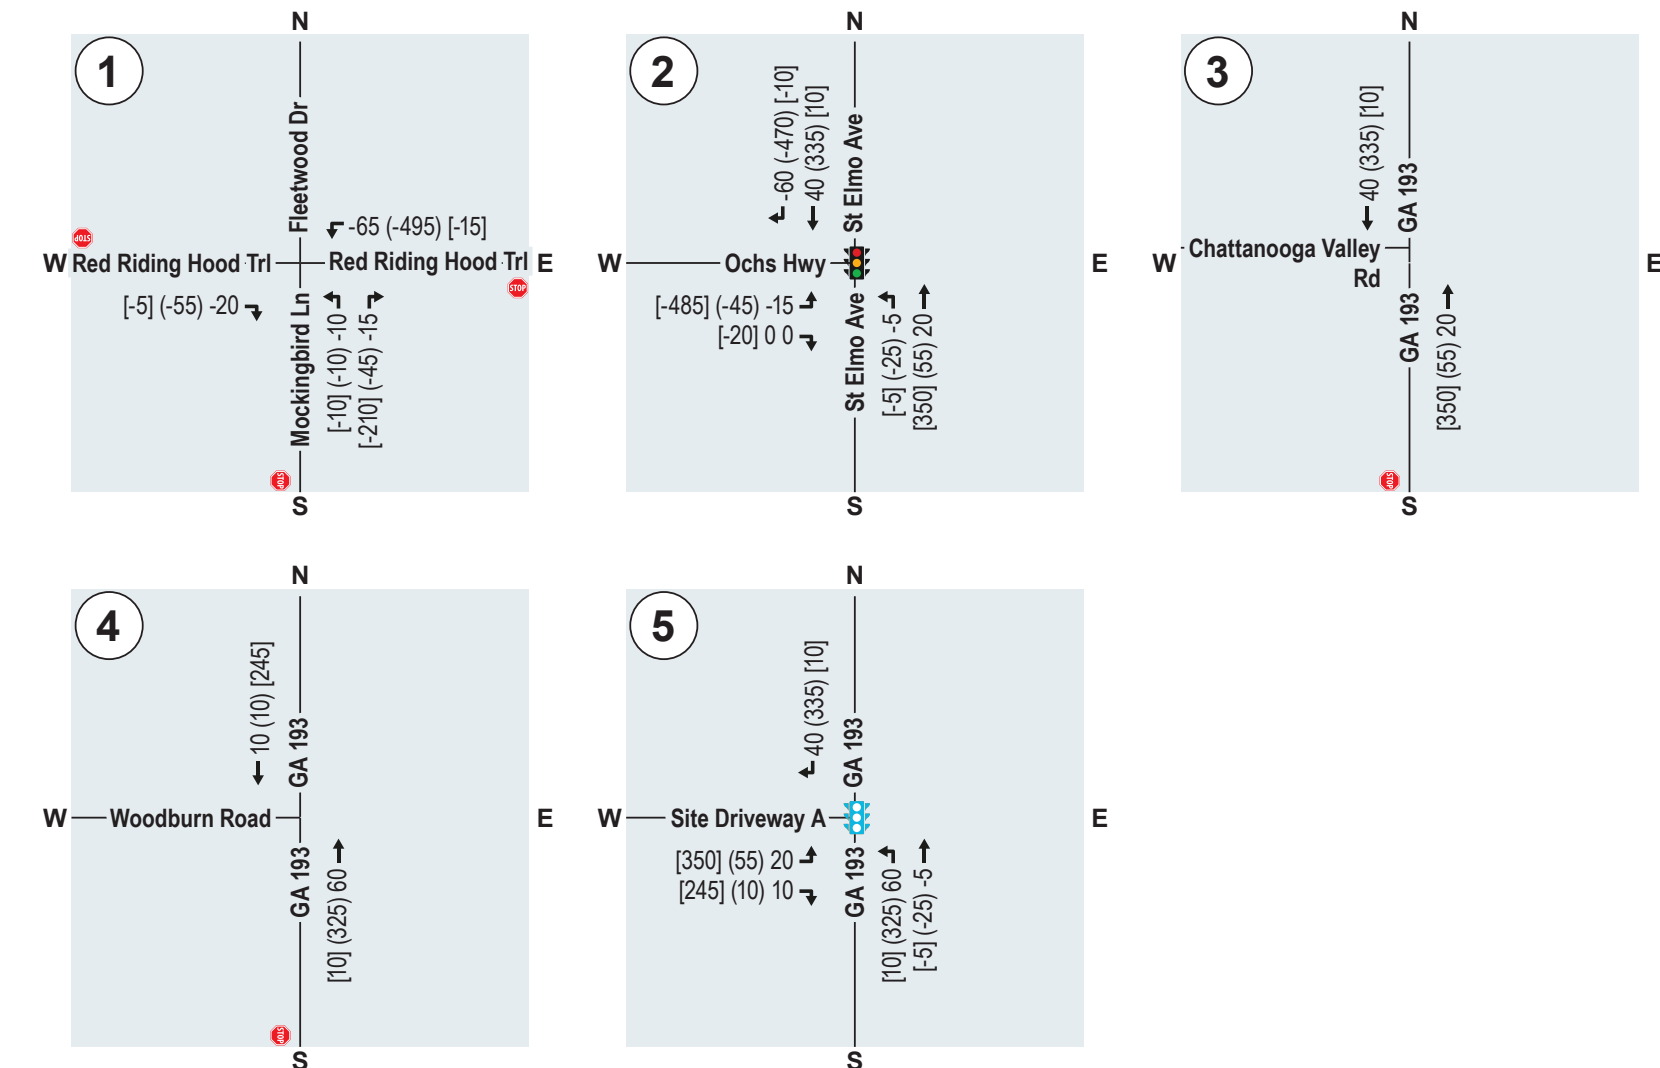 N
1
Fleetwood Dr
-65 (-495) [-15]
STOP
W Red Riding Hood Trl
Red Riding Hood Trl E
STOP
[-5] (-55) -20
Mockingbird Ln
[-10] (-10) -10
[-210] (-45) -15
STOP
S
N
2
-60 (-470) [-10]
40 (335) [10]
St Elmo Ave
W
Ochs Hwy
E
[-485] (-45) -15
[-20] 0 0
St Elmo Ave
[-5] (-25) -5
[350] (55) 20
S
N
3
40 (335) [10]
GA 193
W
Chattanooga Valley
Rd
E
GA 193
[350] (55) 20
STOP
S
N
4
10 (10) [245]
GA 193
W
Woodburn Road
E
GA 193
[10] (325) 60
STOP
S
N
5
40 (335) [10]
GA 193
W
Site Driveway A
E
[350] (55) 20
[245] (10) 10
GA 193
[10] (325) 60
[-5] (-25) -5
S